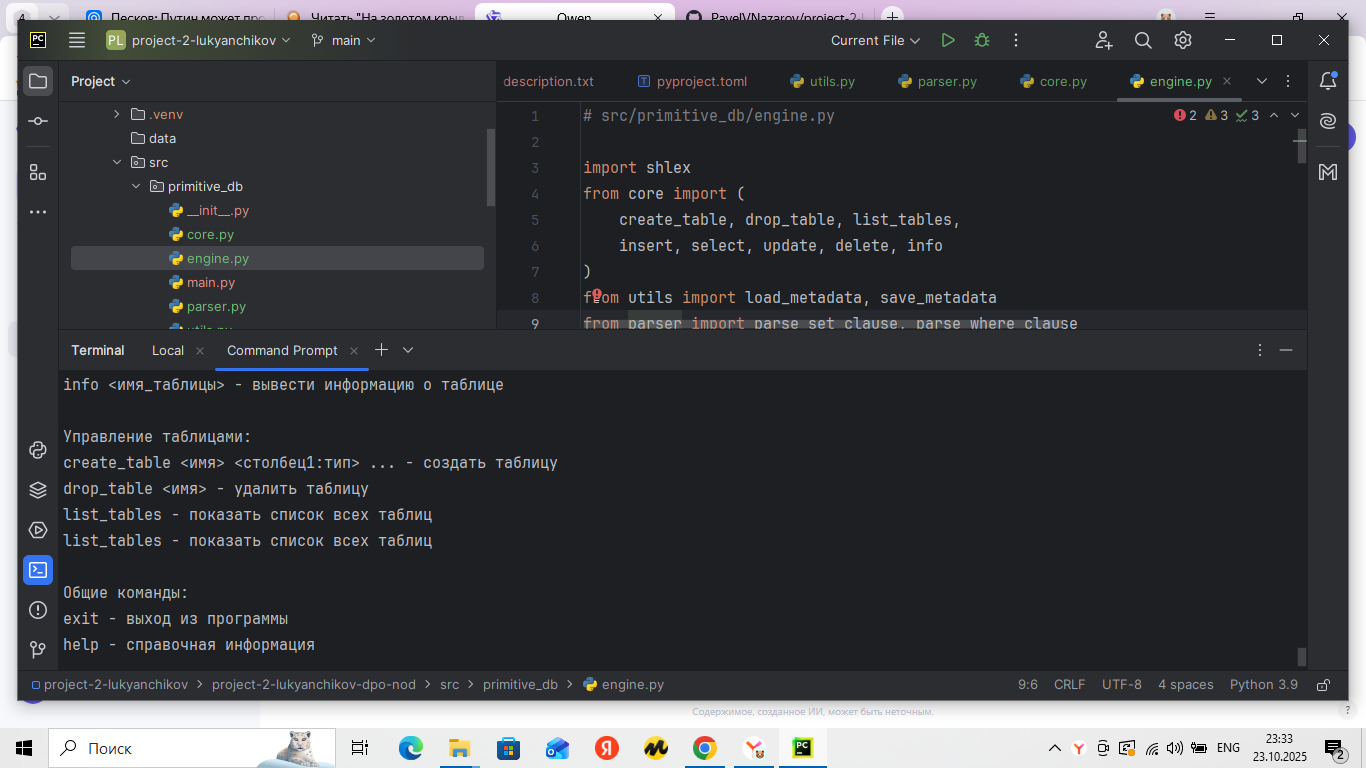 4
Песков: Путин может про
Читать "На золотом кры
Qwen
PavelVNazarov/project-2-l
PC
PL project-2-lukyanchikov
main
Current File
Project
description.txt
pyproject.toml
utils.py
parser.py
core.py
engine.py
.venv
data
src
primitive_db
__init__.py
core.py
engine.py
main.py
parser.py
utils.py
2 3 3
1 # src/primitive_db/engine.py
2
3 import shlex
4 from core import (
5 create_table, drop_table, list_tables,
6 insert, select, update, delete, info
7 )
8 from utils import load_metadata, save_metadata
9 from parser import parse_set_clause, parse_where_clause
Terminal
Local
Command Prompt
info <имя_таблицы> - вывести информацию о таблице
Управление таблицами:
create_table <имя> <столбец1:тип> ... - создать таблицу
drop_table <имя> - удалить таблицу
list_tables - показать список всех таблиц
list_tables - показать список всех таблиц
Общие команды:
exit - выход из программы
help - справочная информация
project-2-lukyanchikov > project-2-lukyanchikov-dpo-nod > src > primitive_db > engine.py
9:6 CRLF UTF-8 4 spaces Python 3.9
Содержимое, созданное ИИ, может быть неточным.
?
Поиск
ENG
23:33
23.10.2025
2